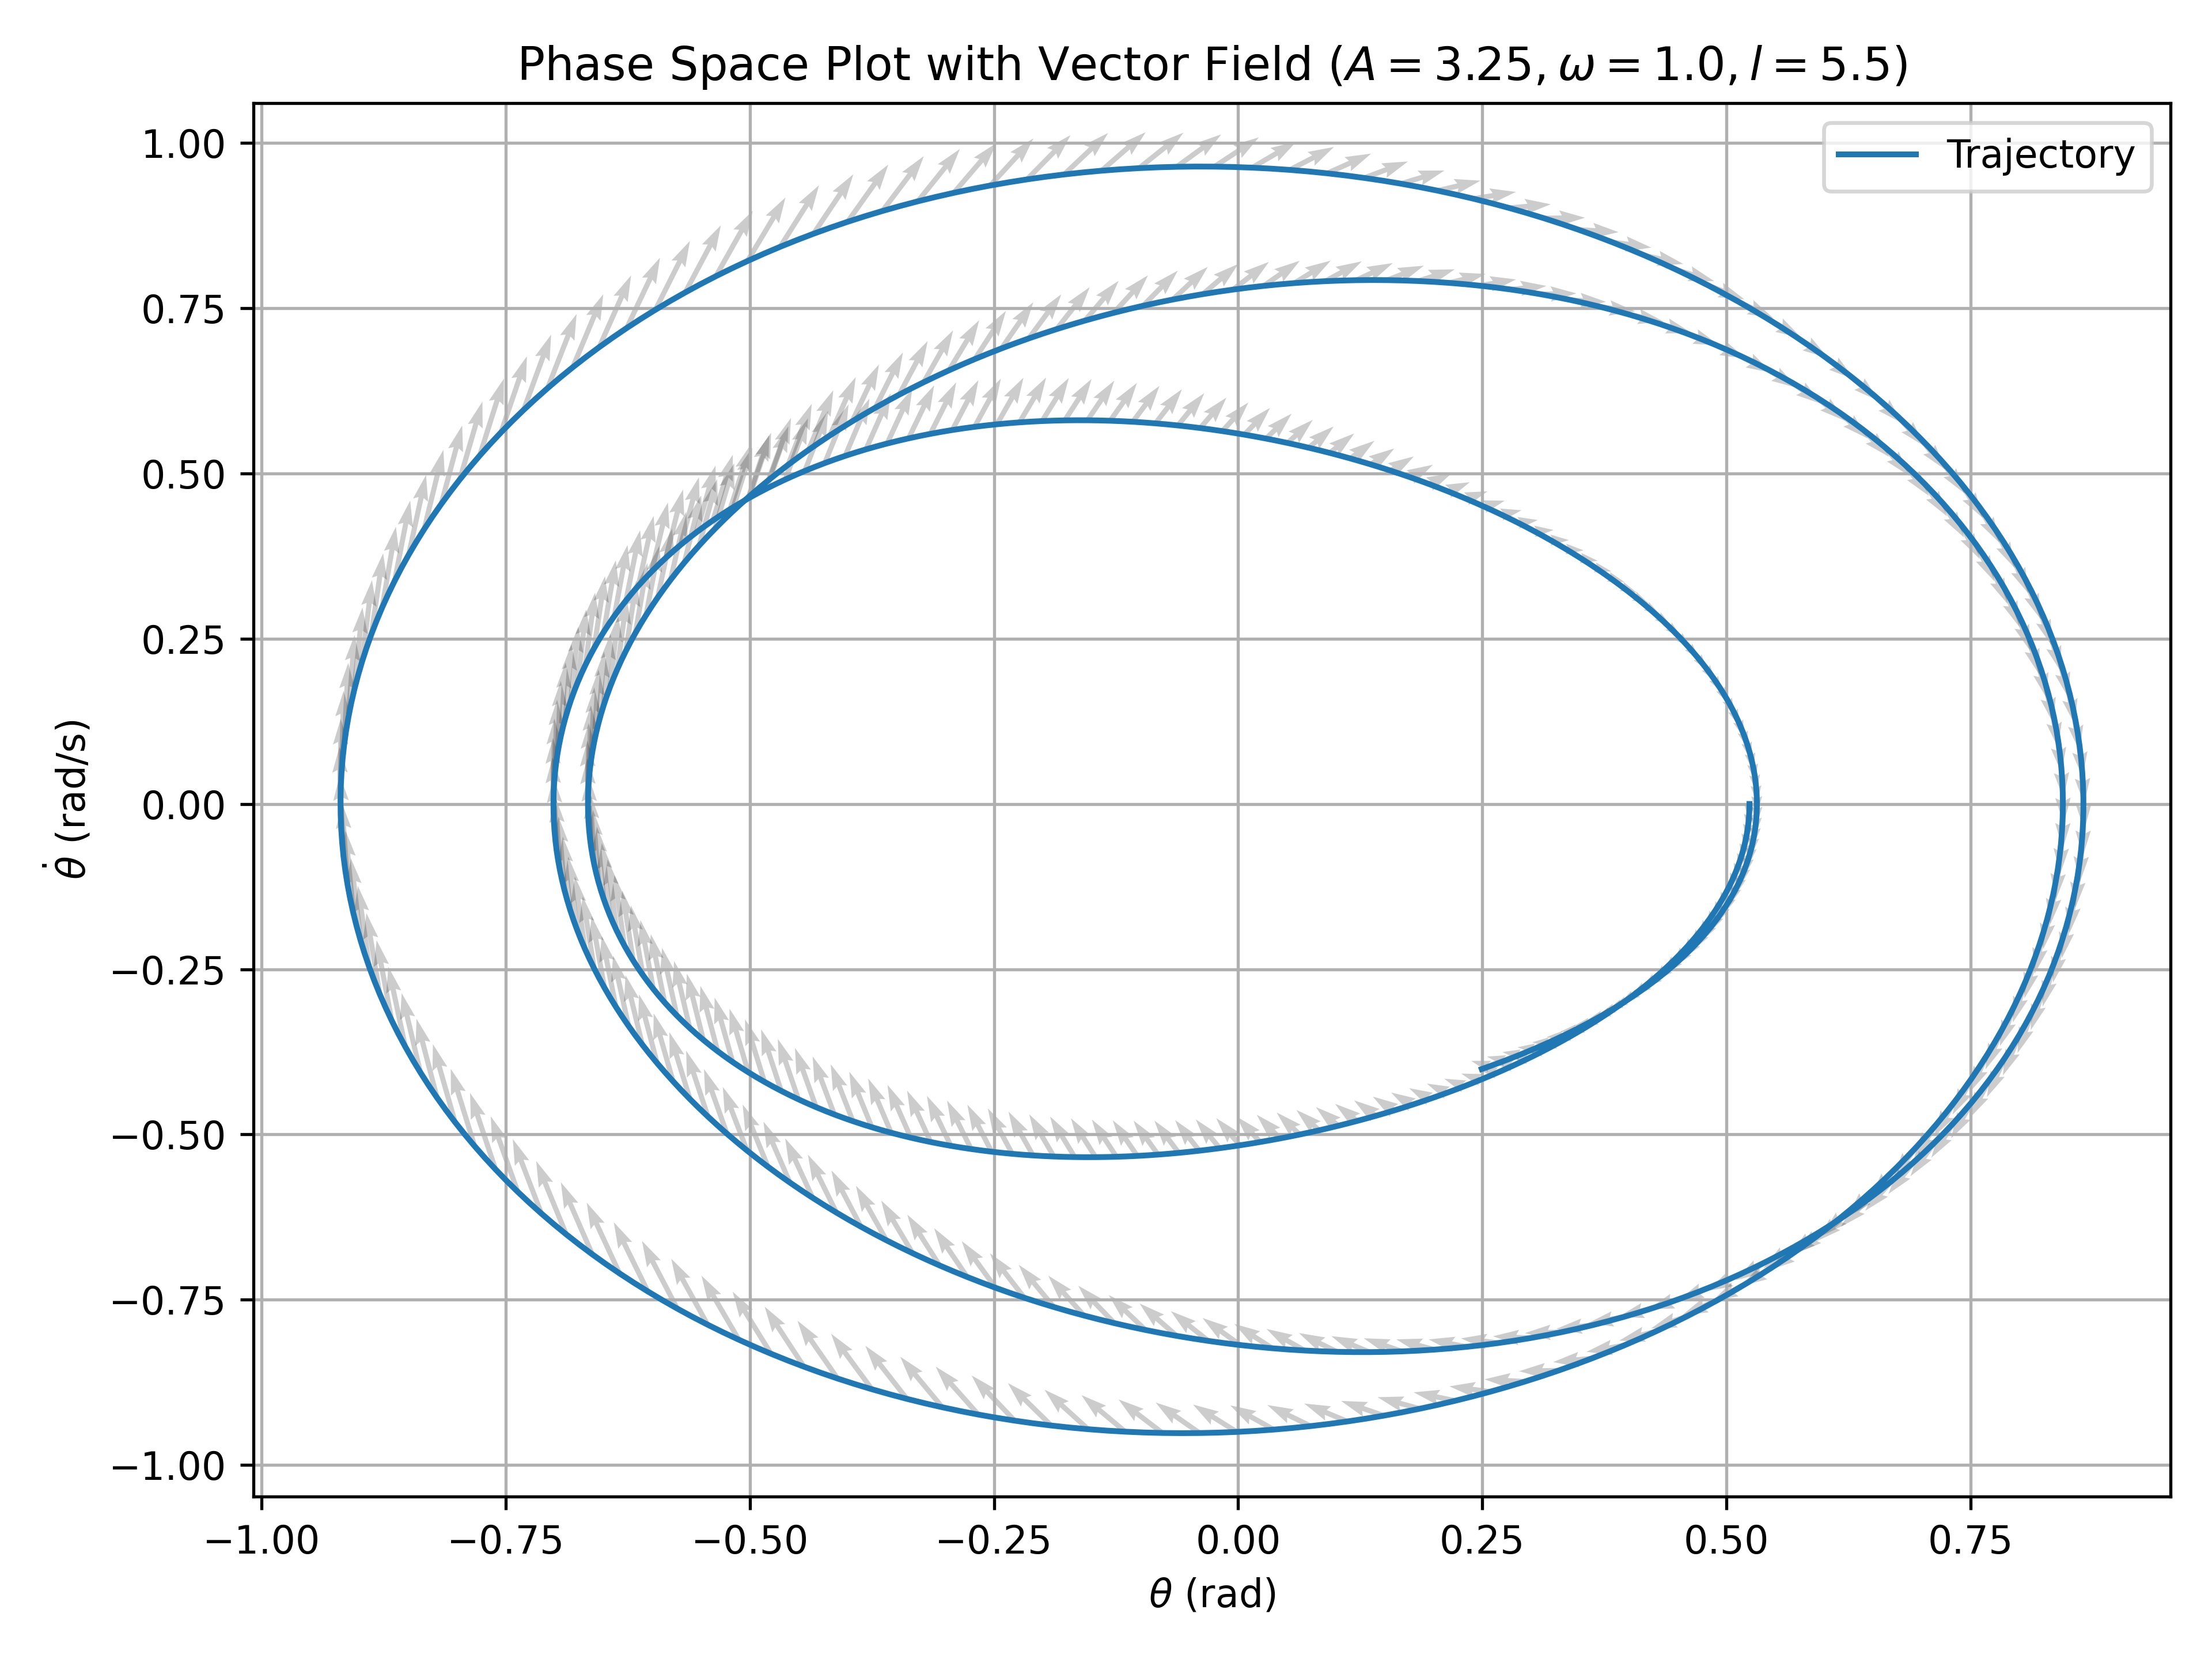 Phase Space Plot with Vector Field (A = 3.25, ω = 1.0, l = 5.5)
Trajectory
1.00
0.75
0.50
0.25
0.00
−0.25
−0.50
−0.75
−1.00
θ̇ (rad/s)
−1.00 −0.75 −0.50 −0.25 0.00 0.25 0.50 0.75
θ (rad)